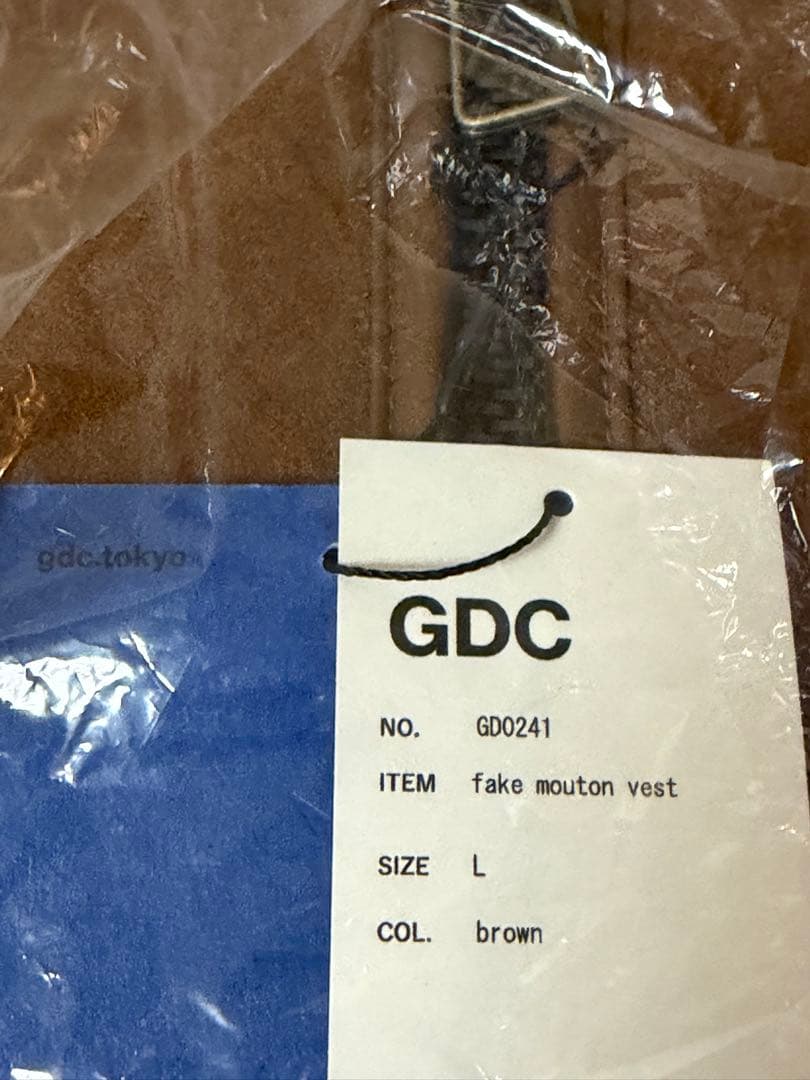 gdc.tokyo
GDC
NO. GD0241
ITEM fake mouton vest
SIZE L
COL. brown